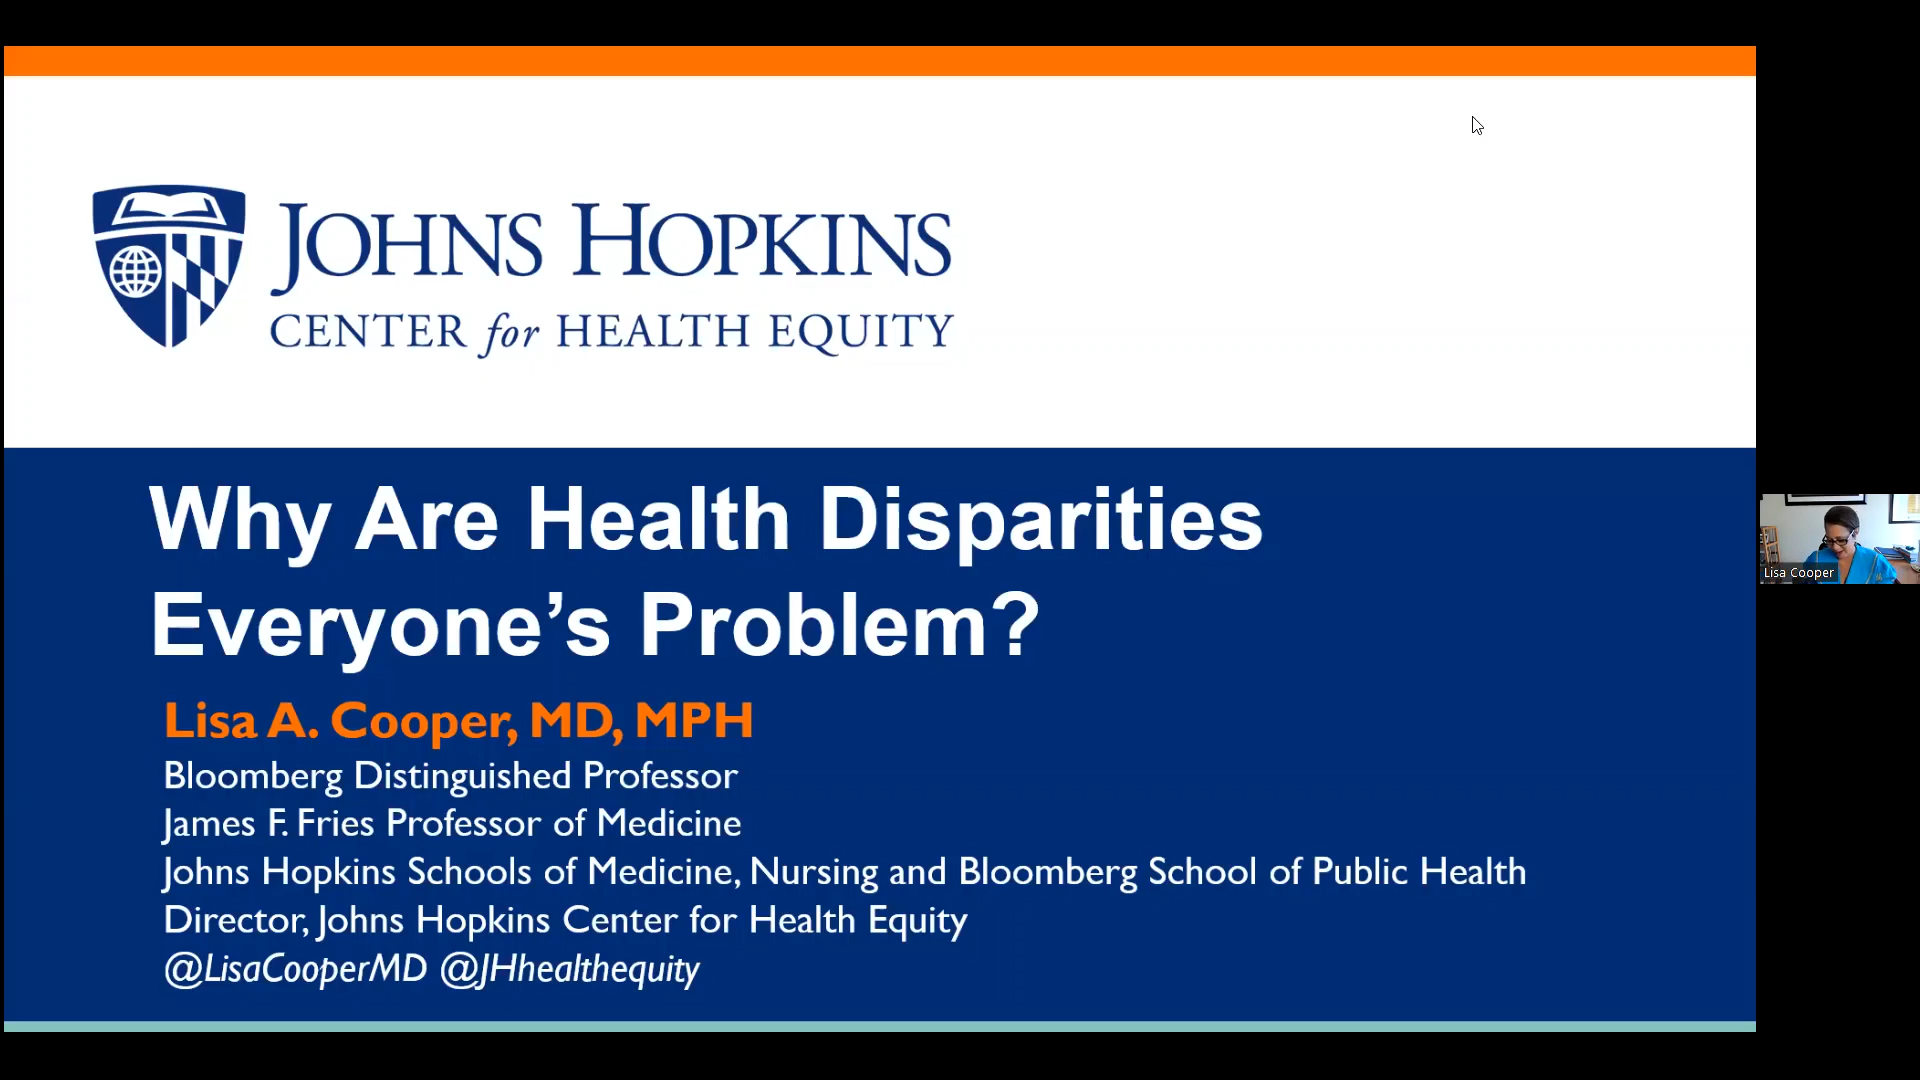 JOHNS HOPKINS
CENTER for HEALTH EQUITY
Why Are Health Disparities
Everyone’s Problem?
Lisa A. Cooper, MD, MPH
Bloomberg Distinguished Professor
James F. Fries Professor of Medicine
Johns Hopkins Schools of Medicine, Nursing and Bloomberg School of Public Health
Director, Johns Hopkins Center for Health Equity
@LisaCooperMD @JHhealthequity
Lisa Cooper